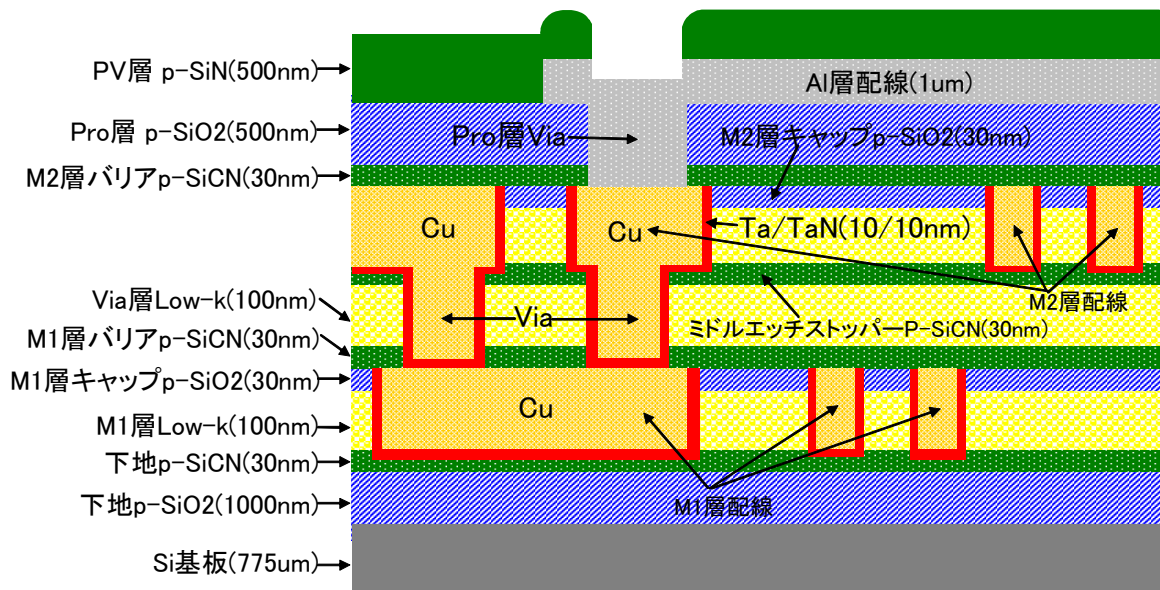 PV層 p-SiN(500nm)
Al層配線(1um)
Pro層 p-SiO2(500nm)
Pro層Via
M2層キャップp-SiO2(30nm)
M2層バリアp-SiCN(30nm)
Cu
Cu
Ta/TaN(10/10nm)
Via層Low-k(100nm)
Via
M2層配線
ミドルエッチストッパーP-SiCN(30nm)
M1層バリアp-SiCN(30nm)
M1層キャップp-SiO2(30nm)
Cu
M1層Low-k(100nm)
下地p-SiCN(30nm)
下地p-SiO2(1000nm)
M1層配線
Si基板(775um)